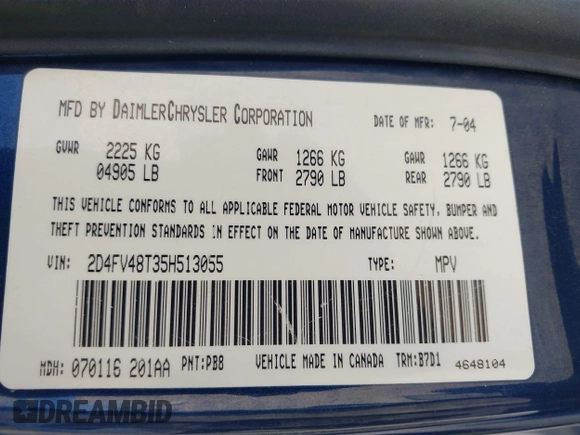 MFD BY DAIMLERCHRYSLER CORPORATION DATE OF MFR: 7-04
GVWR 2225 KG GAWR 1266 KG GAWR 1266 KG
04905 LB FRONT 2790 LB REAR 2790 LB
THIS VEHICLE CONFORMS TO ALL APPLICABLE FEDERAL MOTOR VEHICLE SAFETY, BUMPER AND
THEFT PREVENTION STANDARDS IN EFFECT ON THE DATE OF MANUFACTURE SHOWN ABOVE.
VIN: 2D4FV48T35H513055 TYPE: MPV
MDH: 070116 201AA PNT:PB8 VEHICLE MADE IN CANADA TRM:B7D1 4648104
DREAMBID